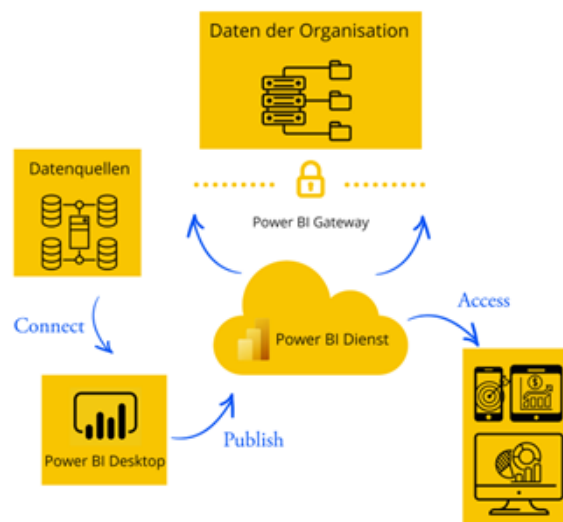 Daten der Organisation
Datenquellen
Power BI Gateway
Connect
Power BI Dienst
Access
Power BI Desktop
Publish